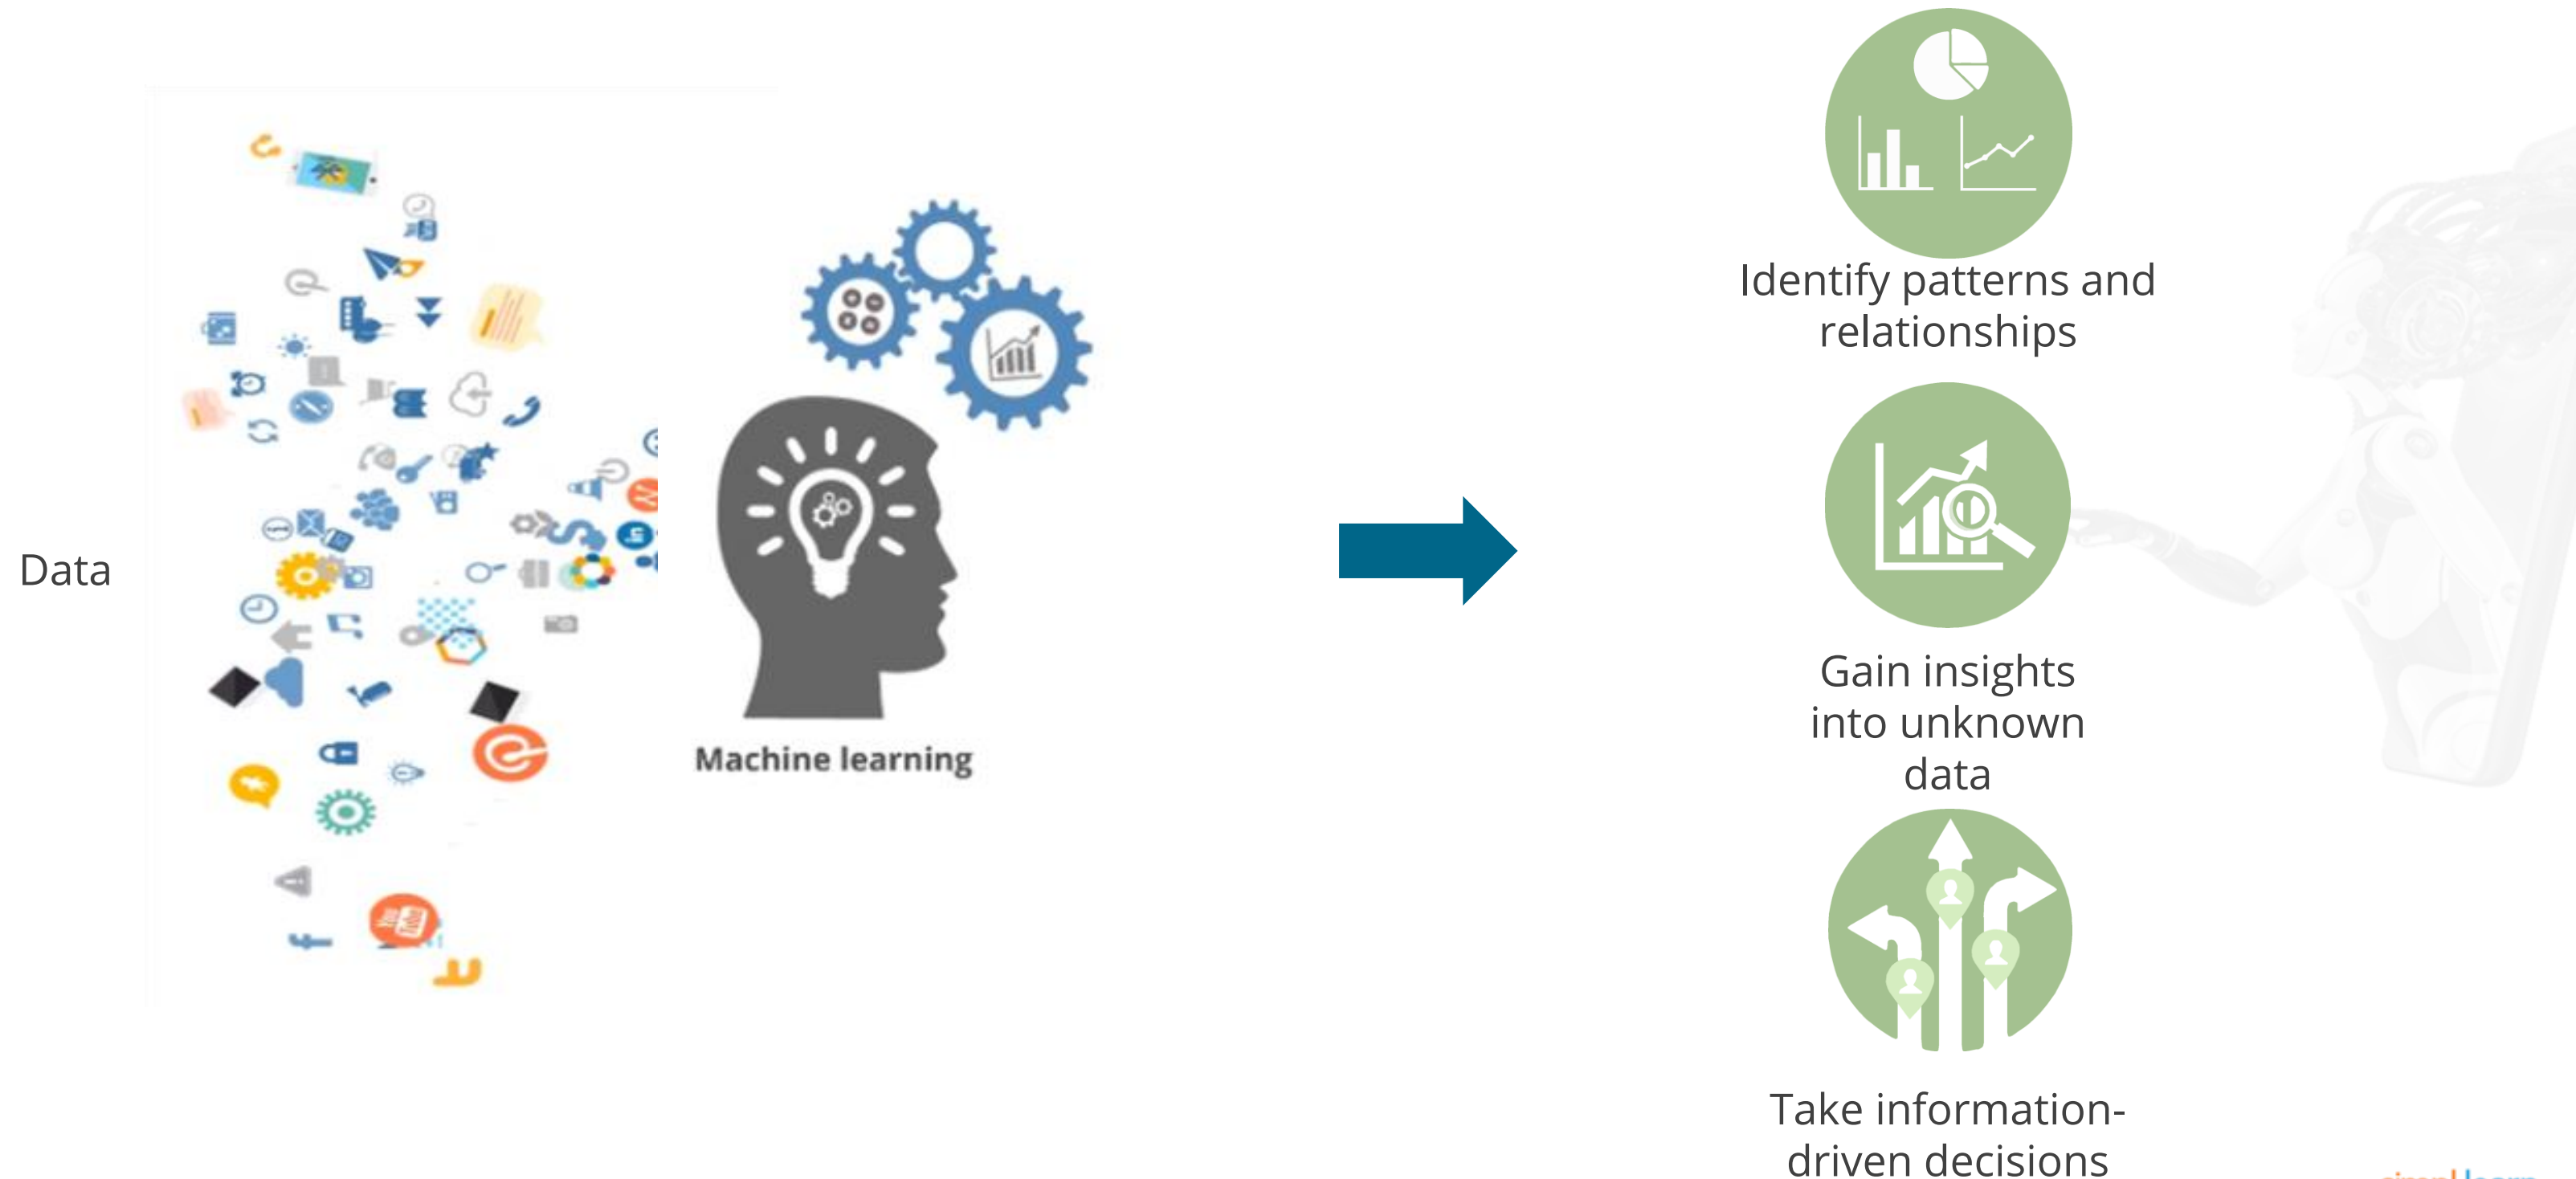 Data
Machine learning
Identify patterns and
relationships
Gain insights
into unknown
data
Take information-
driven decisions